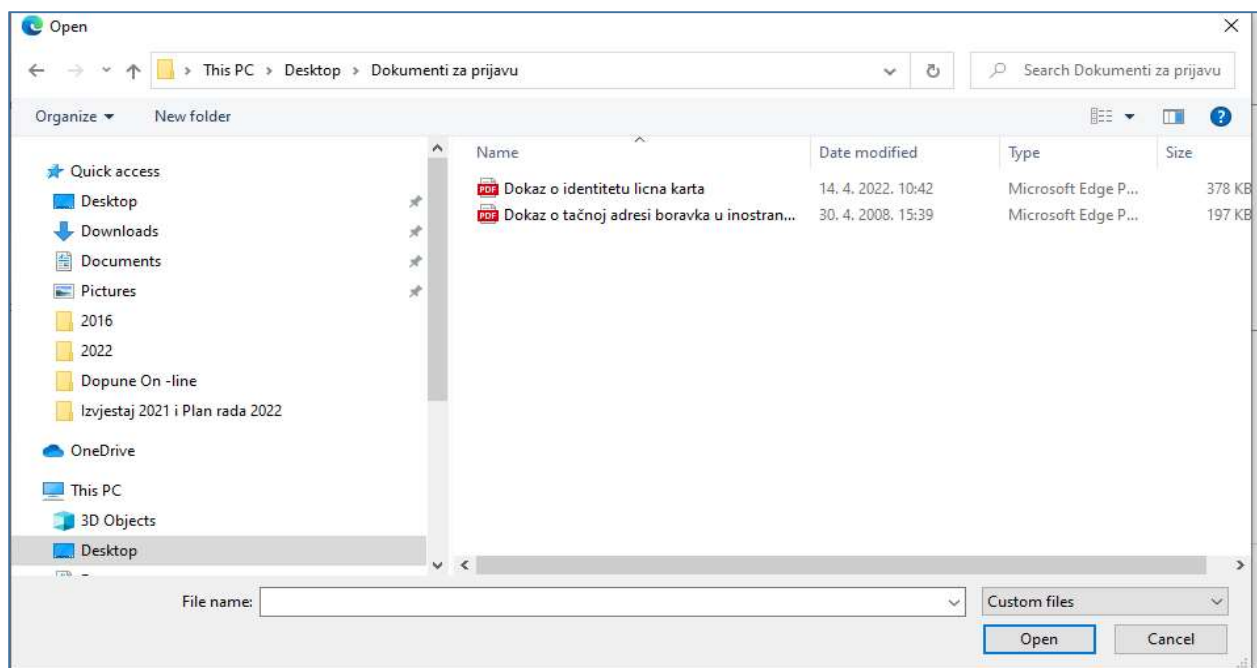 Open
This PC > Desktop > Dokumenti za prijavu
Search Dokumenti za prijavu
Organize New folder
Name Date modified Type Size
Quick access
Desktop
Downloads
Documents
Pictures
2016
2022
Dopune On -line
Izvjestaj 2021 i Plan rada 2022
OneDrive
This PC
3D Objects
Desktop
PDF Dokaz o identitetu licna karta 14. 4. 2022. 10:42 Microsoft Edge P... 378 KB
PDF Dokaz o tačnoj adresi boravka u inostran... 30. 4. 2008. 15:39 Microsoft Edge P... 197 KB
File name:
Custom files
Open Cancel